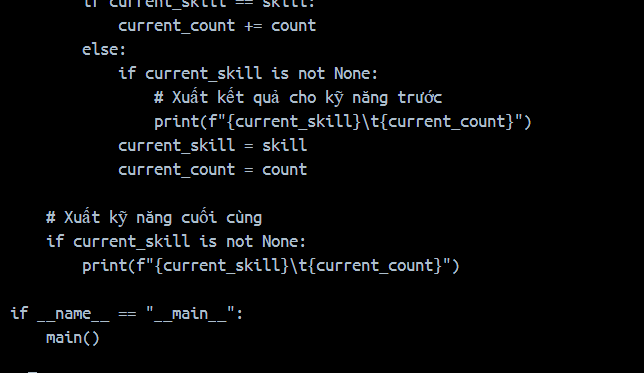 if current_skill == skill:
current_count += count
else:
if current_skill is not None:
# Xuất kết quả cho kỹ năng trước
print(f"{current_skill}\t{current_count}")
current_skill = skill
current_count = count
# Xuất kỹ năng cuối cùng
if current_skill is not None:
print(f"{current_skill}\t{current_count}")
if __name__ == "__main__":
main()